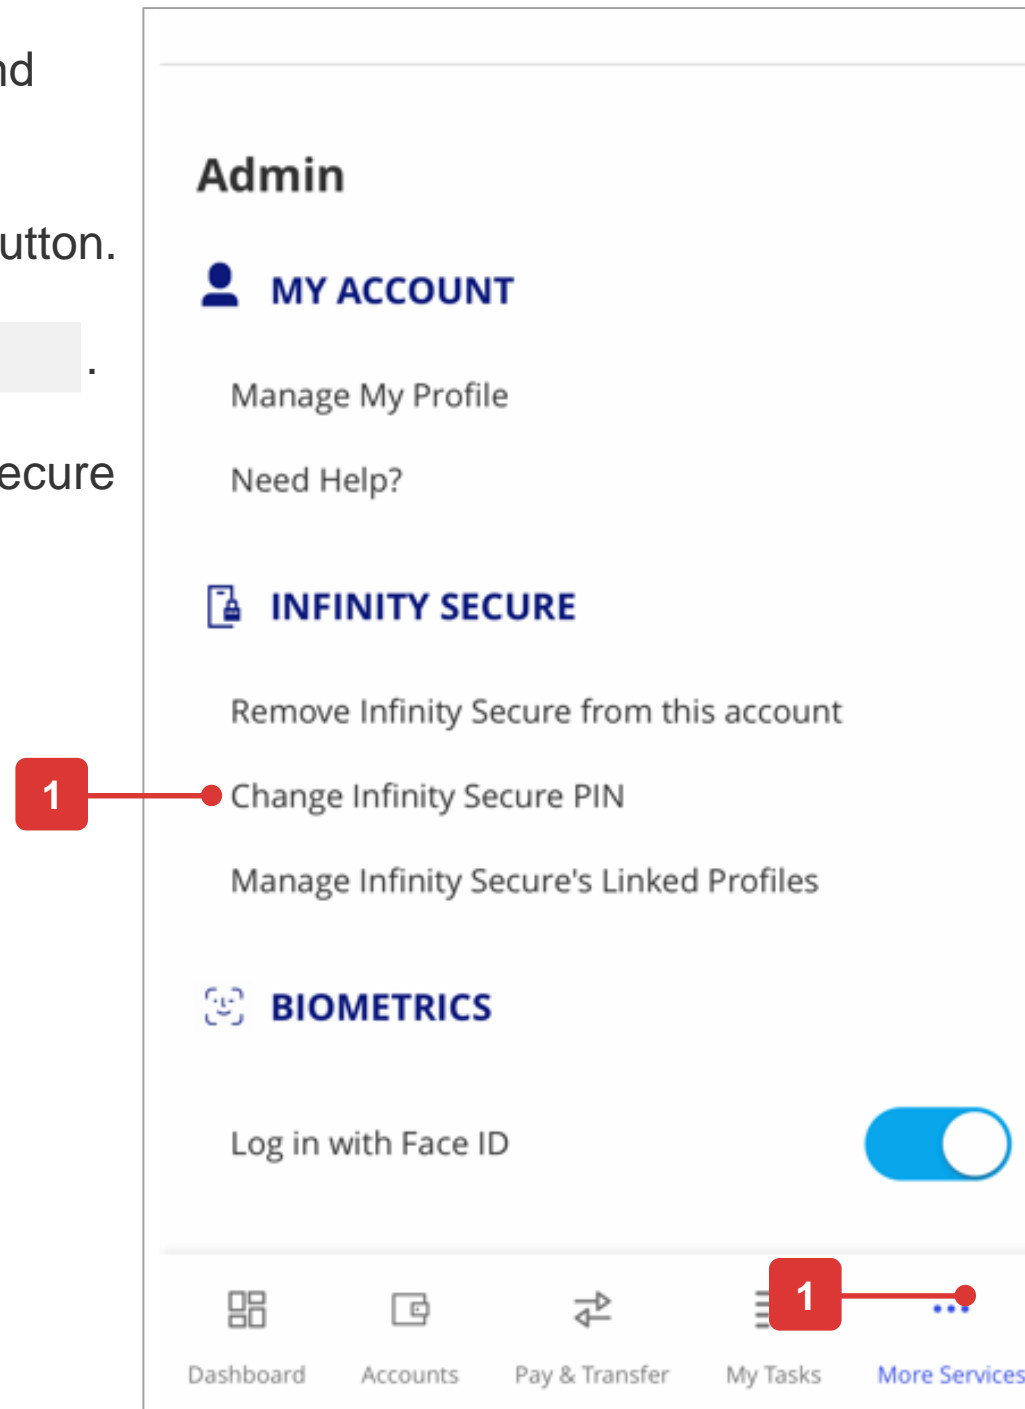 nd
utton.
.
ecure
Admin
MY ACCOUNT
Manage My Profile
Need Help?
INFINITY SECURE
Remove Infinity Secure from this account
1
Change Infinity Secure PIN
Manage Infinity Secure's Linked Profiles
BIOMETRICS
Log in with Face ID
1
Dashboard
Accounts
Pay & Transfer
My Tasks
More Services